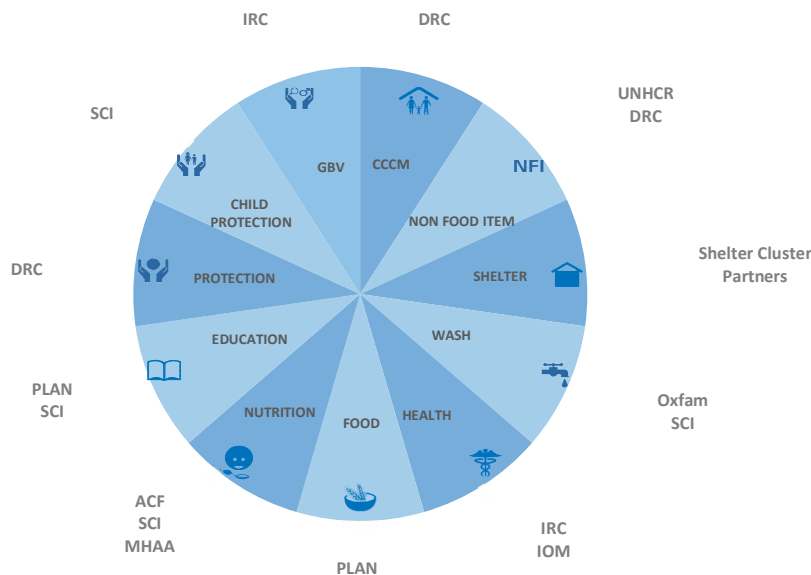 IRC
DRC
SCI
UNHCR
DRC
GBV
CCCM
NFI
CHILD
PROTECTION
NON FOOD ITEM
DRC
PROTECTION
SHELTER
Shelter Cluster
Partners
EDUCATION
WASH
PLAN
SCI
Oxfam
SCI
NUTRITION
FOOD
HEALTH
ACF
SCI
MHAA
PLAN
IRC
IOM